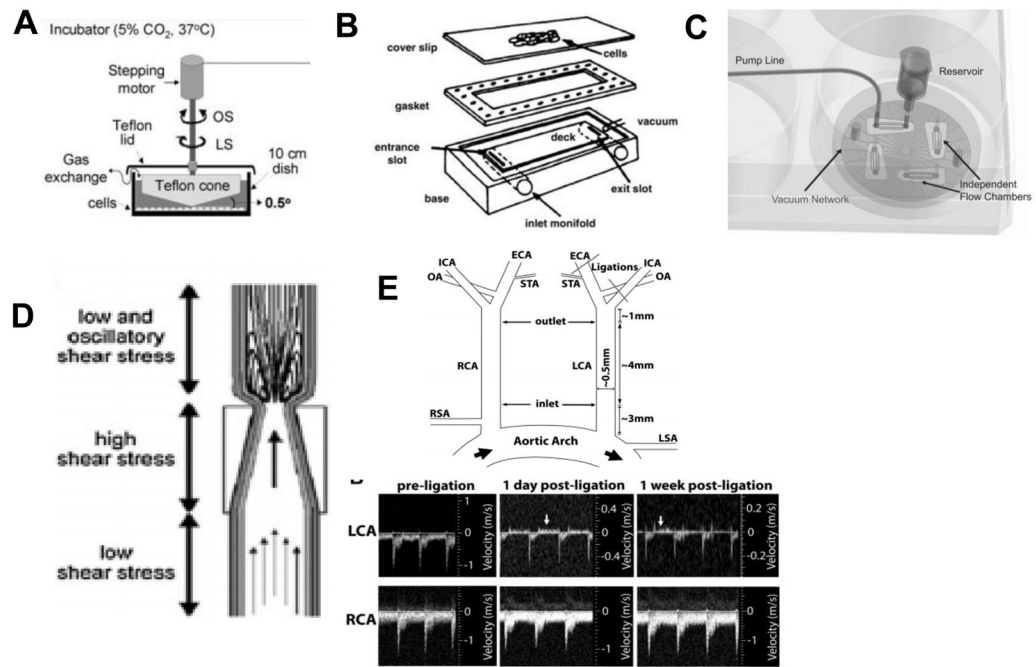 A
Incubator (5% CO₂, 37ºC)
Stepping
motor
OS
LS
Teflon
lid
Gas
exchange
Teflon cone
10 cm
dish
cells
0.5º
B
cover slip
cells
gasket
vacuum
deck
entrance
slot
exit slot
base
inlet monifold
C
Pump Line
Reservoir
Vacuum Network
Independent
Flow Chambers
D
low and
oscillatory
shear stress
high
shear stress
low
shear stress
E
ICA
OA
ECA
STA
ECA
STA
Ligations
ICA
OA
outlet
~1mm
RCA
LCA
~0.5mm
~4mm
inlet
~3mm
RSA
LSA
Aortic Arch
pre-ligation
1 day post-ligation
1 week post-ligation
LCA
1
0
-1
Velocity (m/s)
0
-0.4
Velocity (m/s)
0.2
0
-0.2
Velocity (m/s)
RCA
0
-1
Velocity (m/s)
0
-1
Velocity (m/s)
0
-1
Velocity (m/s)